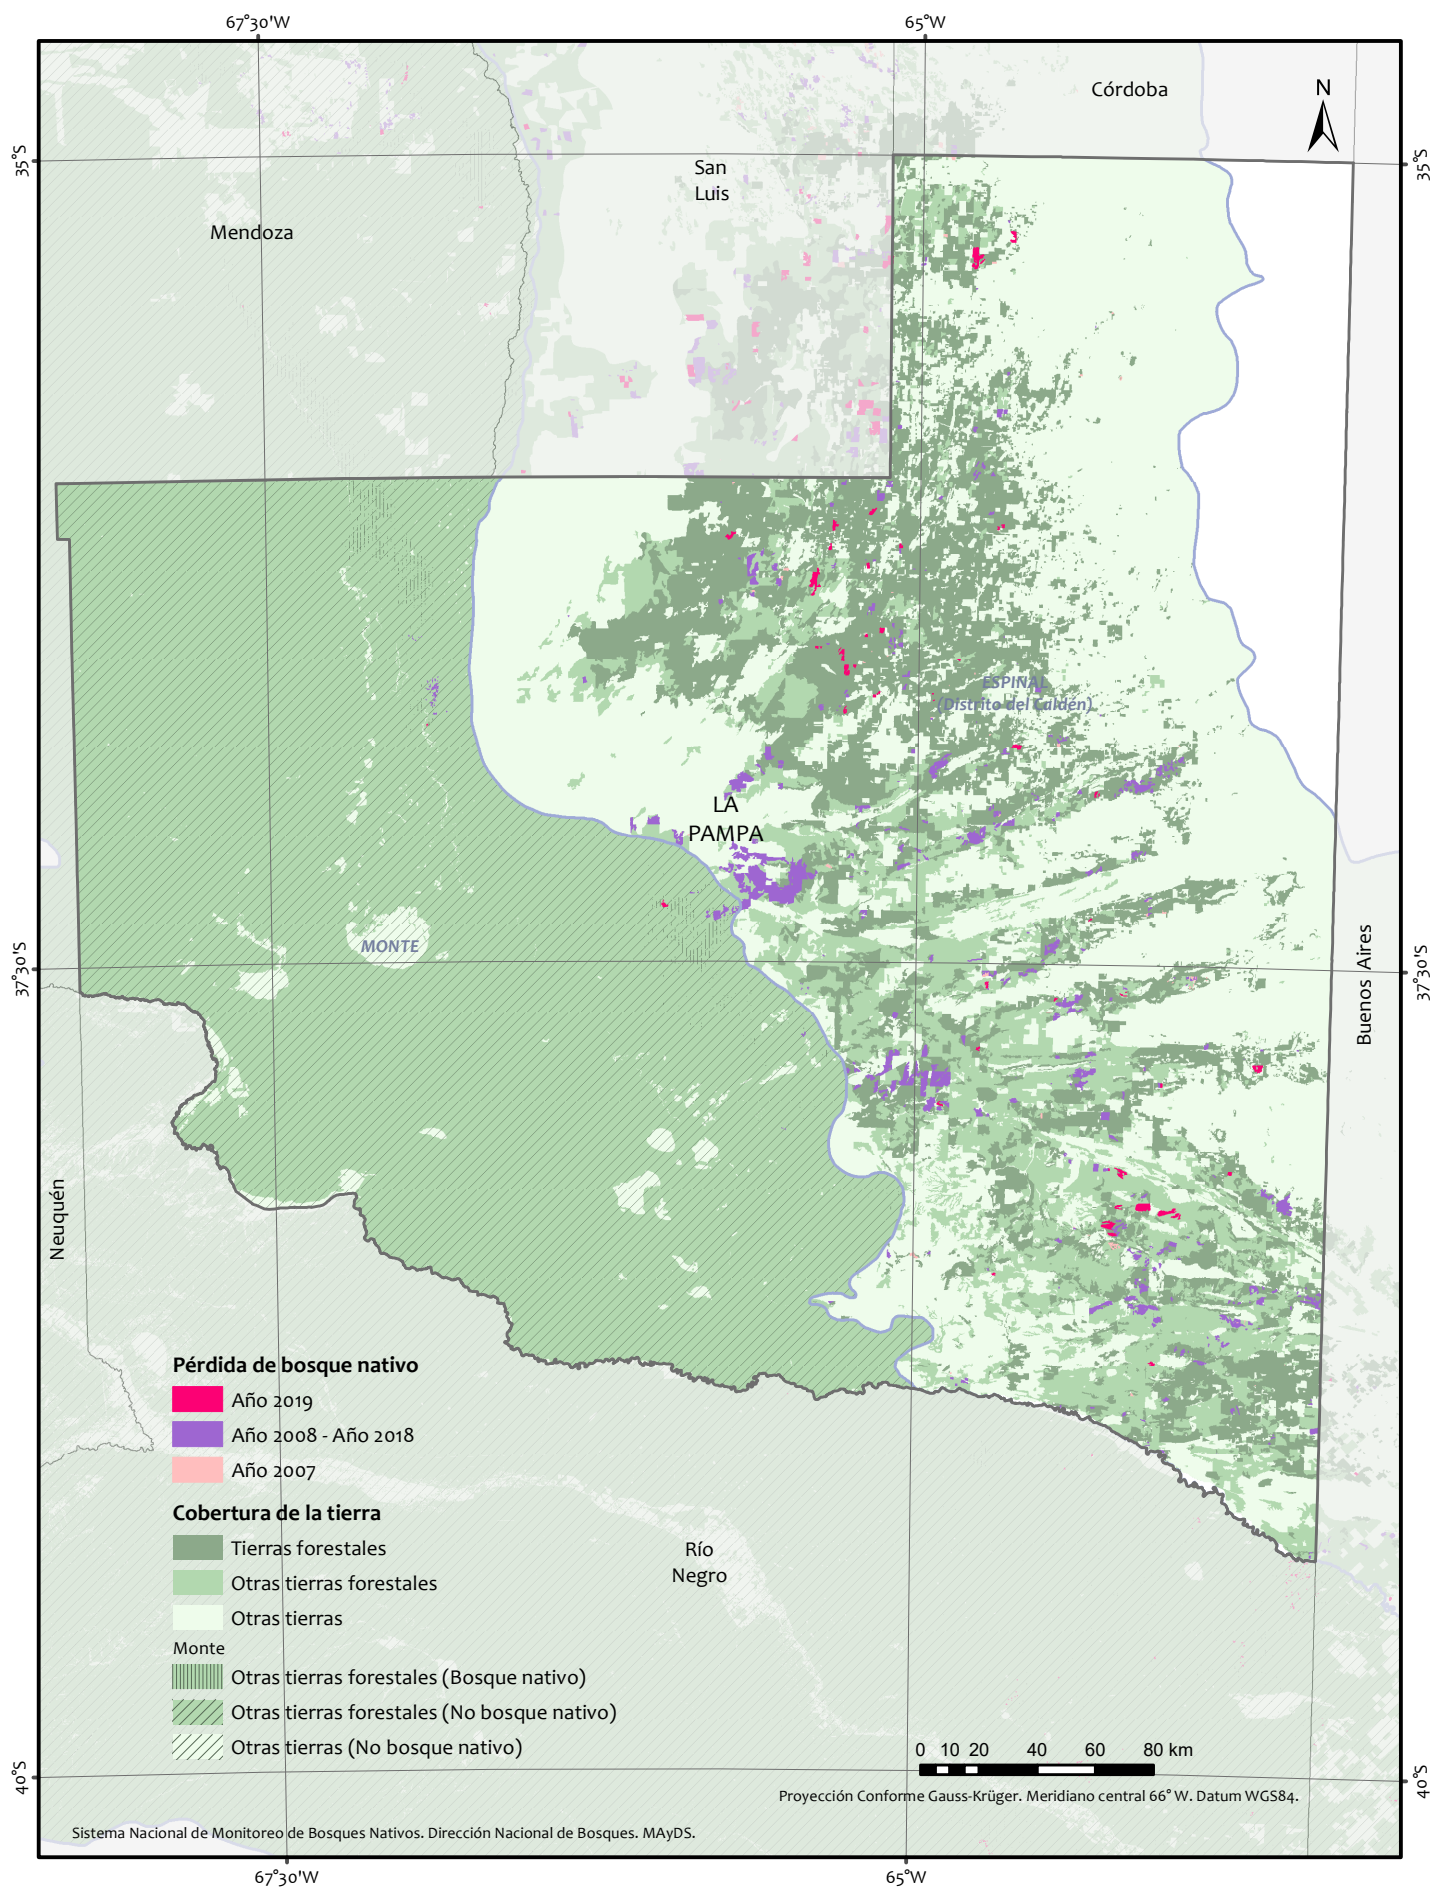 67°30'W
65°W
Córdoba
N
35°S
35°S
San
Luis
Mendoza
ESPINAL
(Distrito del Caldén)
LA
PAMPA
MONTE
37°30'S
37°30'S
Buenos Aires
Neuquén
Pérdida de bosque nativo
Año 2019
Año 2008 - Año 2018
Año 2007
Cobertura de la tierra
Tierras forestales
Otras tierras forestales
Otras tierras
Monte
Otras tierras forestales (Bosque nativo)
Otras tierras forestales (No bosque nativo)
Otras tierras (No bosque nativo)
Río
Negro
0 10 20 40 60 80 km
40°S
40°S
Proyección Conforme Gauss-Krüger. Meridiano central 66° W. Datum WGS84.
Sistema Nacional de Monitoreo de Bosques Nativos. Dirección Nacional de Bosques. MAyDS.
67°30'W
65°W